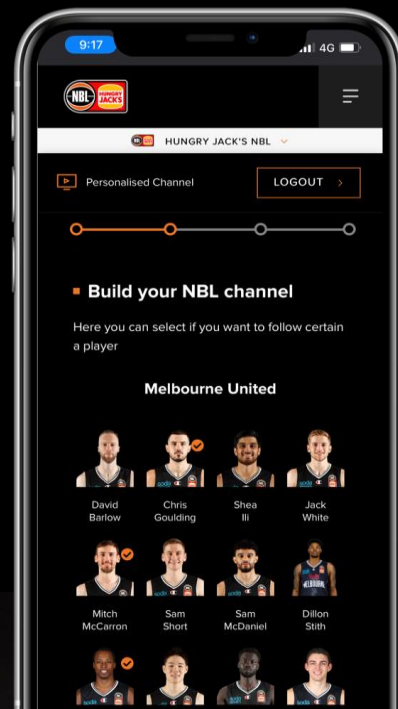 9:17
4G
NBL HUNGRY JACK'S
HUNGRY JACK'S NBL
Personalised Channel
LOGOUT
Build your NBL channel
Here you can select if you want to follow certain
a player
Melbourne United
David Chris Shea Jack
Barlow Goulding Ili White
Mitch Sam Sam Dillon
McCarron Short McDaniel Stith